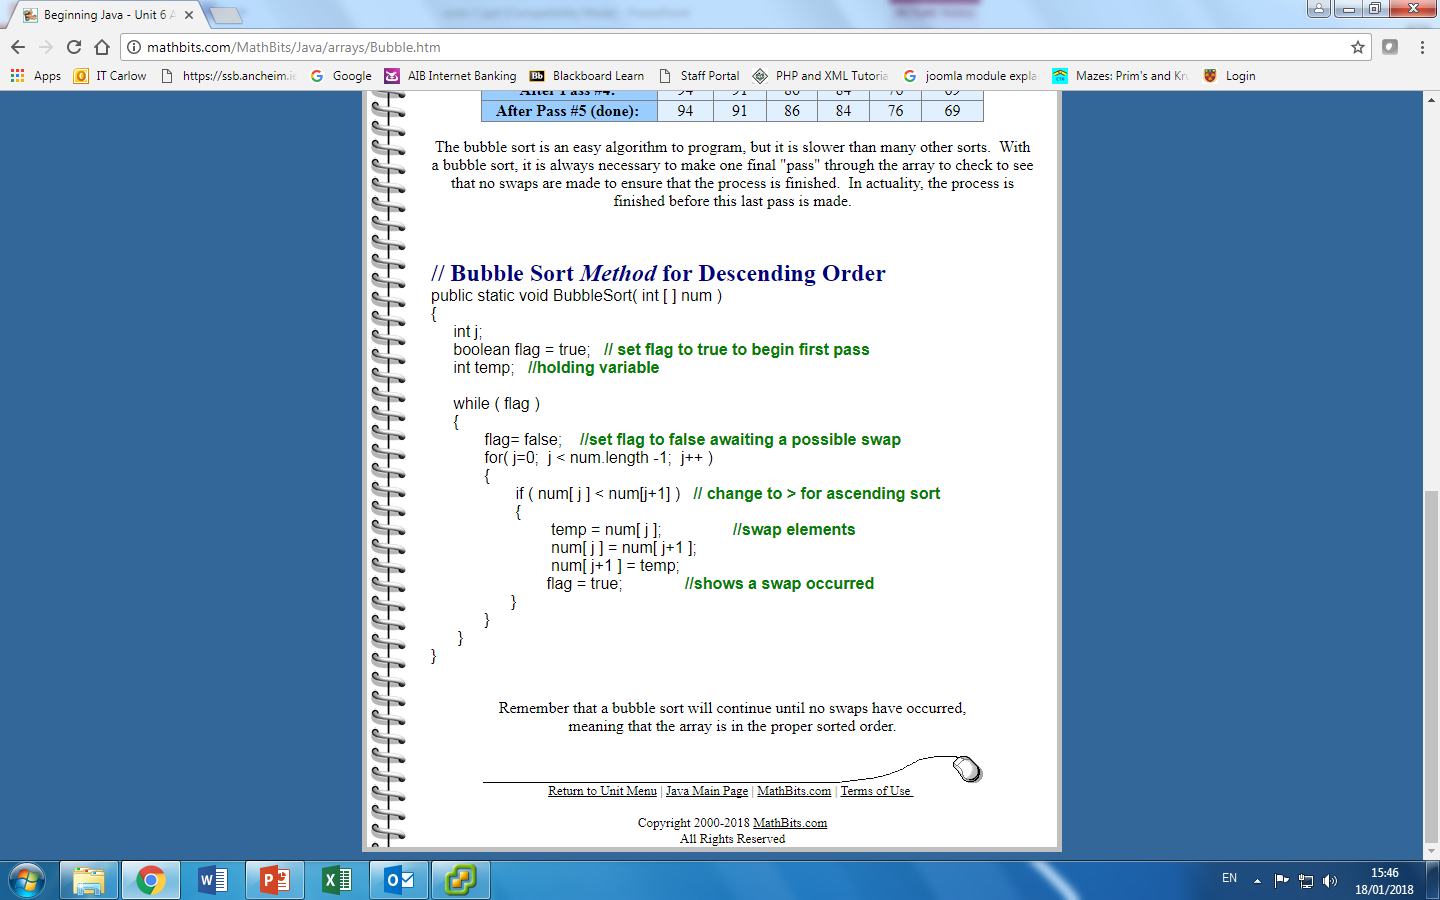 Beginning Java - Unit 6 A
mathbits.com/MathBits/Java/arrays/Bubble.htm
Apps IT Carlow https://ssb.ancheim.ie Google AIB Internet Banking Blackboard Learn Staff Portal PHP and XML Tutoria joomla module expla Mazes: Prim's and Kru Login
After Pass #4: 94 91 86 84 76 69
After Pass #5 (done): 94 91 86 84 76 69
The bubble sort is an easy algorithm to program, but it is slower than many other sorts. With
a bubble sort, it is always necessary to make one final "pass" through the array to check to see
that no swaps are made to ensure that the process is finished. In actuality, the process is
finished before this last pass is made.
// Bubble Sort Method for Descending Order
public static void BubbleSort( int [ ] num )
{
int j;
boolean flag = true; // set flag to true to begin first pass
int temp; //holding variable
while ( flag )
{
flag= false; //set flag to false awaiting a possible swap
for( j=0; j < num.length -1; j++ )
{
if ( num[ j ] < num[j+1] ) // change to > for ascending sort
{
temp = num[ j ]; //swap elements
num[ j ] = num[ j+1 ];
num[ j+1 ] = temp;
flag = true; //shows a swap occurred
}
}
}
}
Remember that a bubble sort will continue until no swaps have occurred,
meaning that the array is in the proper sorted order.
Return to Unit Menu | Java Main Page | MathBits.com | Terms of Use
Copyright 2000-2018 MathBits.com
All Rights Reserved
EN
15:46
18/01/2018